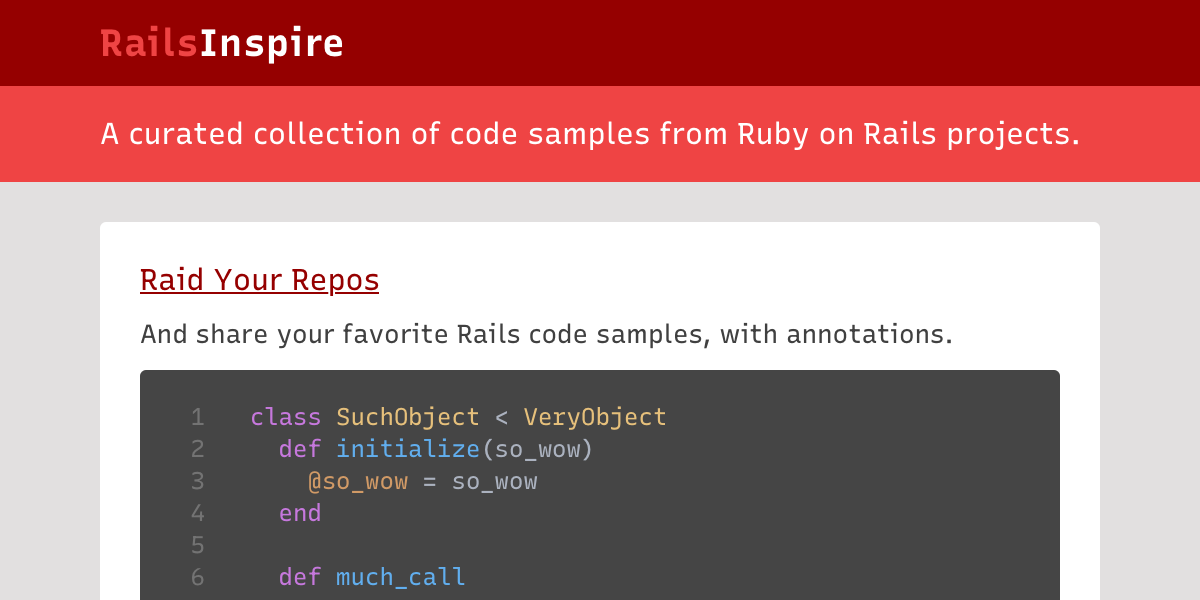 RailsInspire
A curated collection of code samples from Ruby on Rails projects.
Raid Your Repos
And share your favorite Rails code samples, with annotations.
1 class SuchObject < VeryObject
2   def initialize(so_wow)
3     @so_wow = so_wow
4   end
5
6   def much_call